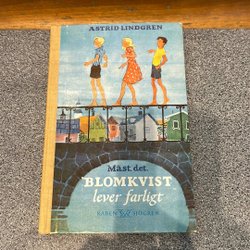 ASTRID LINDGREN
Mäst.det.
BLOMKVIST
lever farligt
RABÉN SJÖGREN